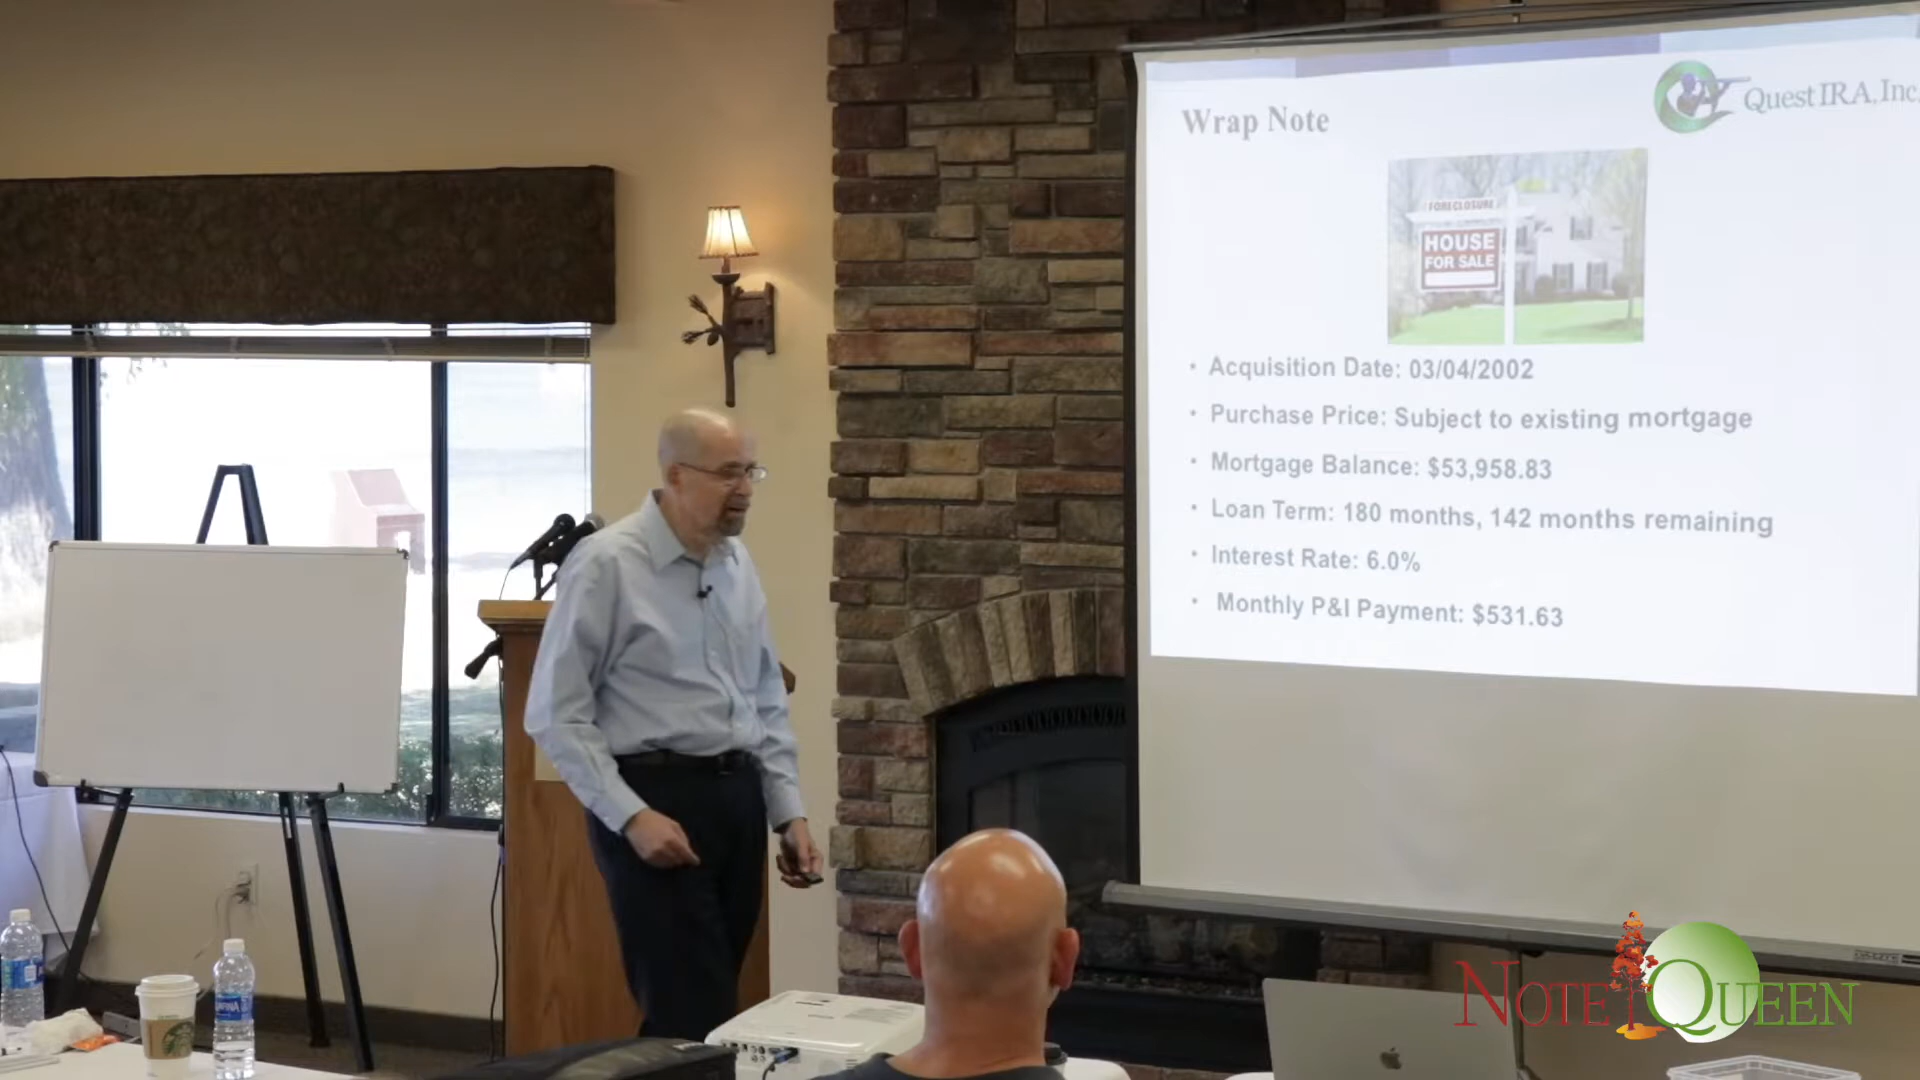 Wrap Note
Quest IRA, Inc.
FORECLOSURE
HOUSE
FOR SALE
• Acquisition Date: 03/04/2002
• Purchase Price: Subject to existing mortgage
• Mortgage Balance: $53,958.83
• Loan Term: 180 months, 142 months remaining
• Interest Rate: 6.0%
• Monthly P&I Payment: $531.63
NOTE QUEEN